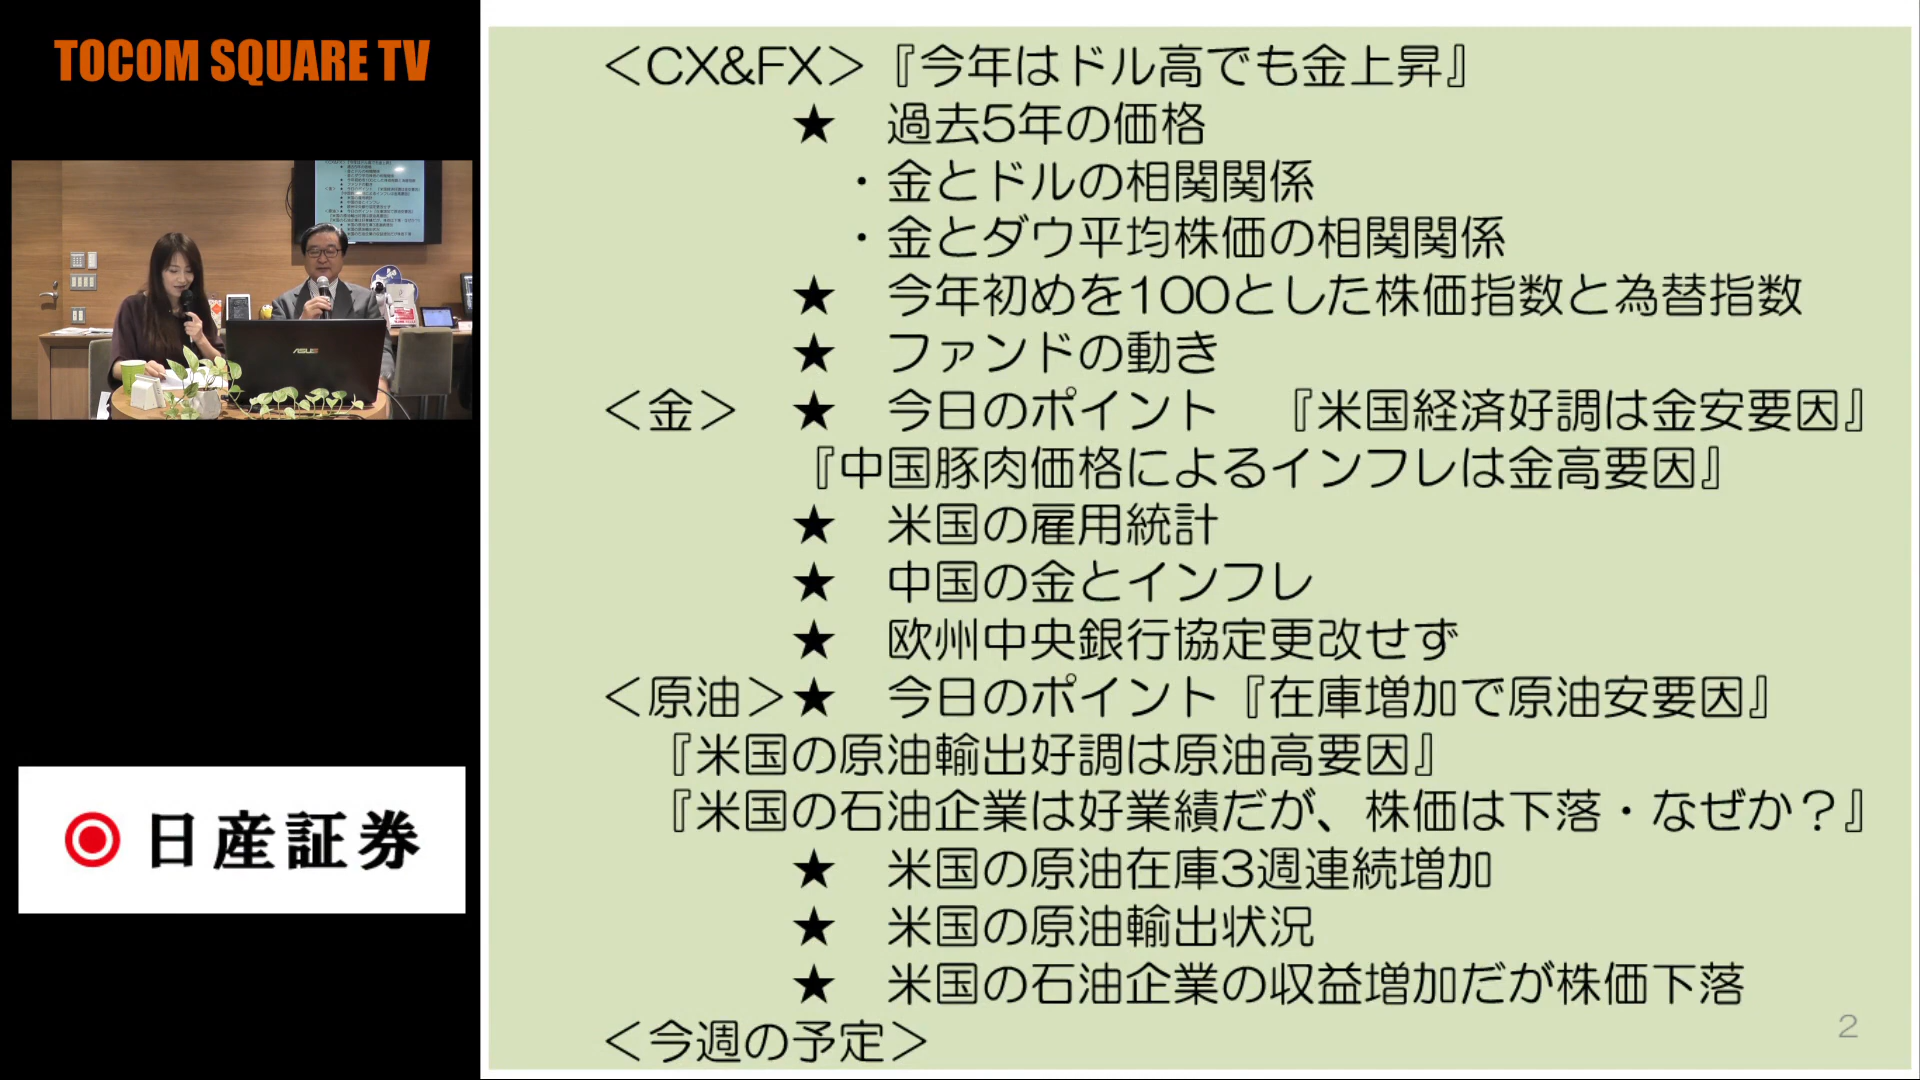 TOCOM SQUARE TV
ASUS
日産証券
＜CX&FX＞『今年はドル高でも金上昇』
★　過去5年の価格
・金とドルの相関関係
・金とダウ平均株価の相関関係
★　今年初めを100とした株価指数と為替指数
★　ファンドの動き
＜金＞　★　今日のポイント　『米国経済好調は金安要因』
『中国豚肉価格によるインフレは金高要因』
★　米国の雇用統計
★　中国の金とインフレ
★　欧州中央銀行協定更改せず
＜原油＞★　今日のポイント『在庫増加で原油安要因』
『米国の原油輸出好調は原油高要因』
『米国の石油企業は好業績だが、株価は下落・なぜか？』
★　米国の原油在庫3週連続増加
★　米国の原油輸出状況
★　米国の石油企業の収益増加だが株価下落
＜今週の予定＞
2